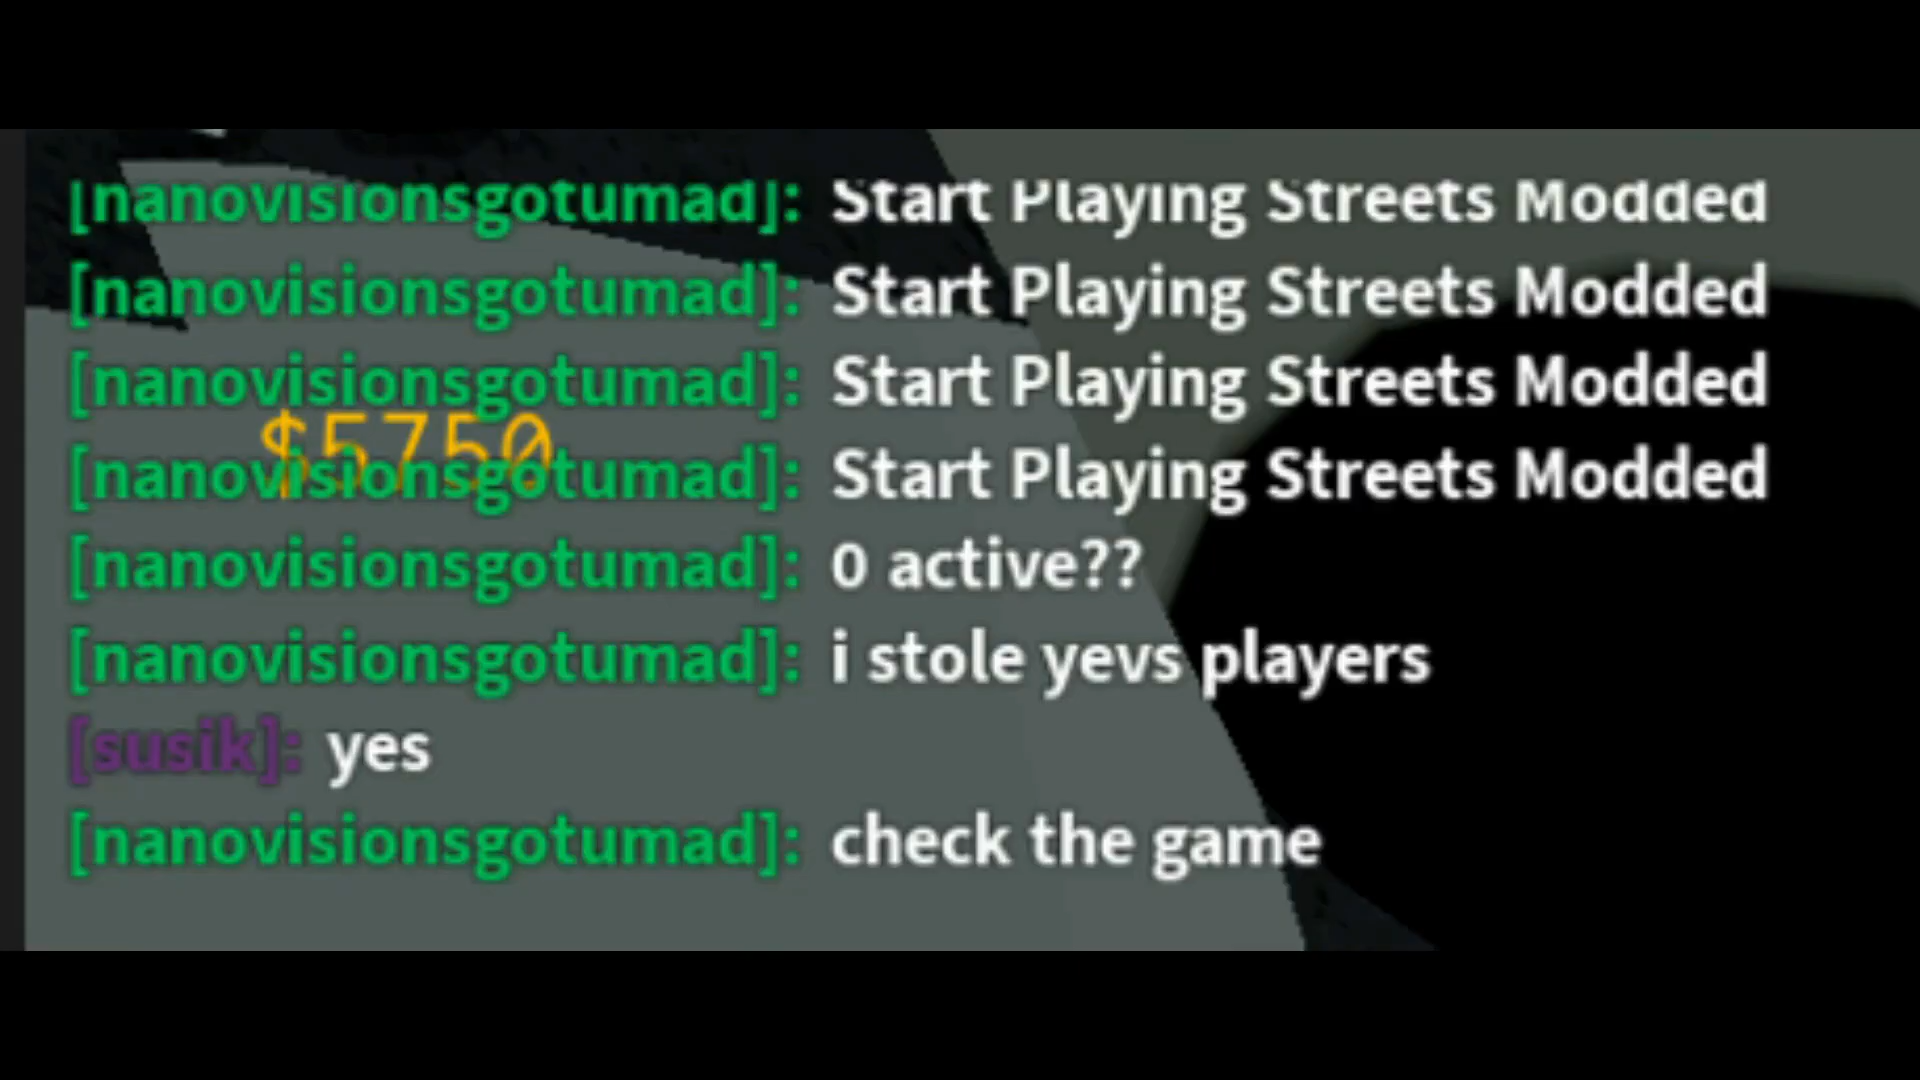 [nanovisionsgotumad]: Start Playing Streets Modded
[nanovisionsgotumad]: Start Playing Streets Modded
[nanovisionsgotumad]: Start Playing Streets Modded
$5750
[nanovisionsgotumad]: Start Playing Streets Modded
[nanovisionsgotumad]: 0 active??
[nanovisionsgotumad]: i stole yevs players
[susik]: yes
[nanovisionsgotumad]: check the game